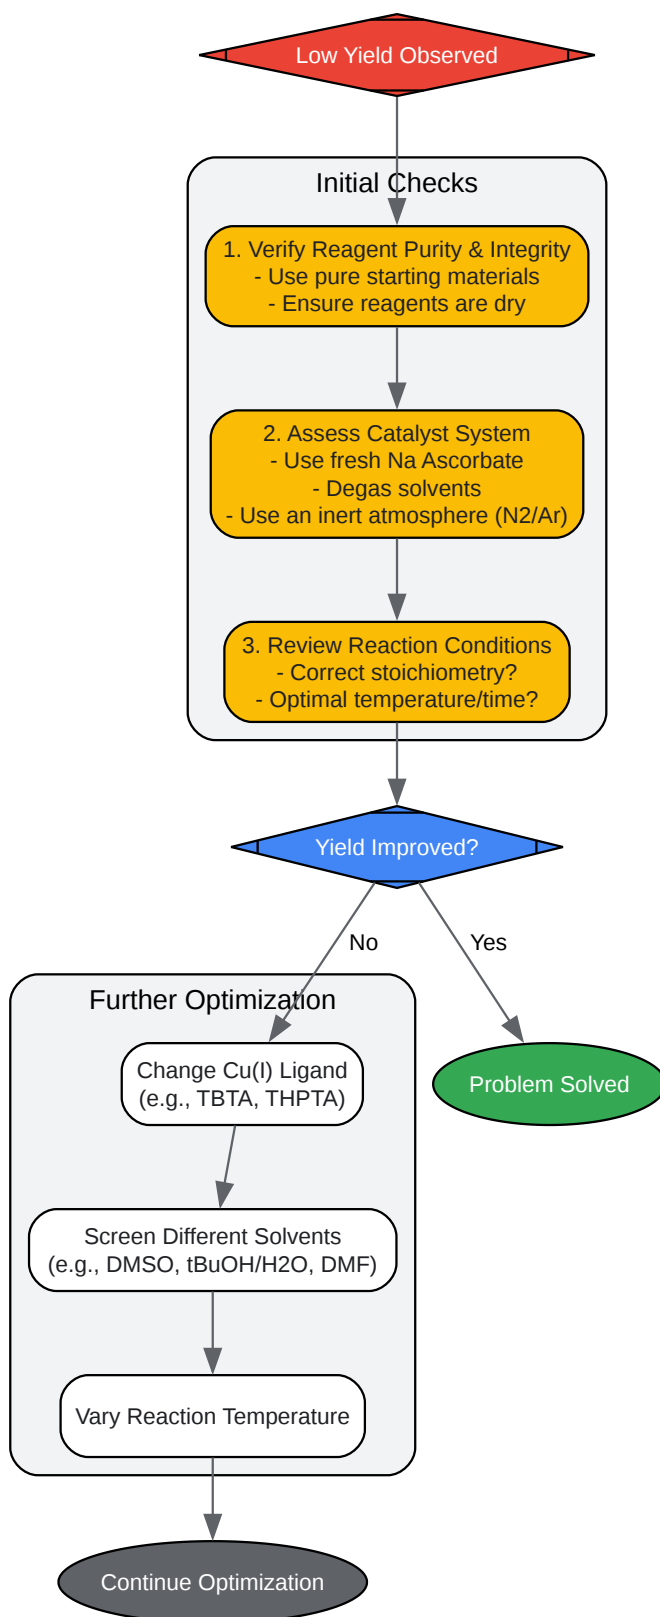 Low Yield Observed
Initial Checks
1. Verify Reagent Purity & Integrity
- Use pure starting materials
- Ensure reagents are dry
2. Assess Catalyst System
- Use fresh Na Ascorbate
- Degas solvents
- Use an inert atmosphere (N2/Ar)
3. Review Reaction Conditions
- Correct stoichiometry?
- Optimal temperature/time?
Yield Improved?
No
Yes
Further Optimization
Change Cu(I) Ligand
(e.g., TBTA, THPTA)
Problem Solved
Screen Different Solvents
(e.g., DMSO, tBuOH/H2O, DMF)
Vary Reaction Temperature
Continue Optimization